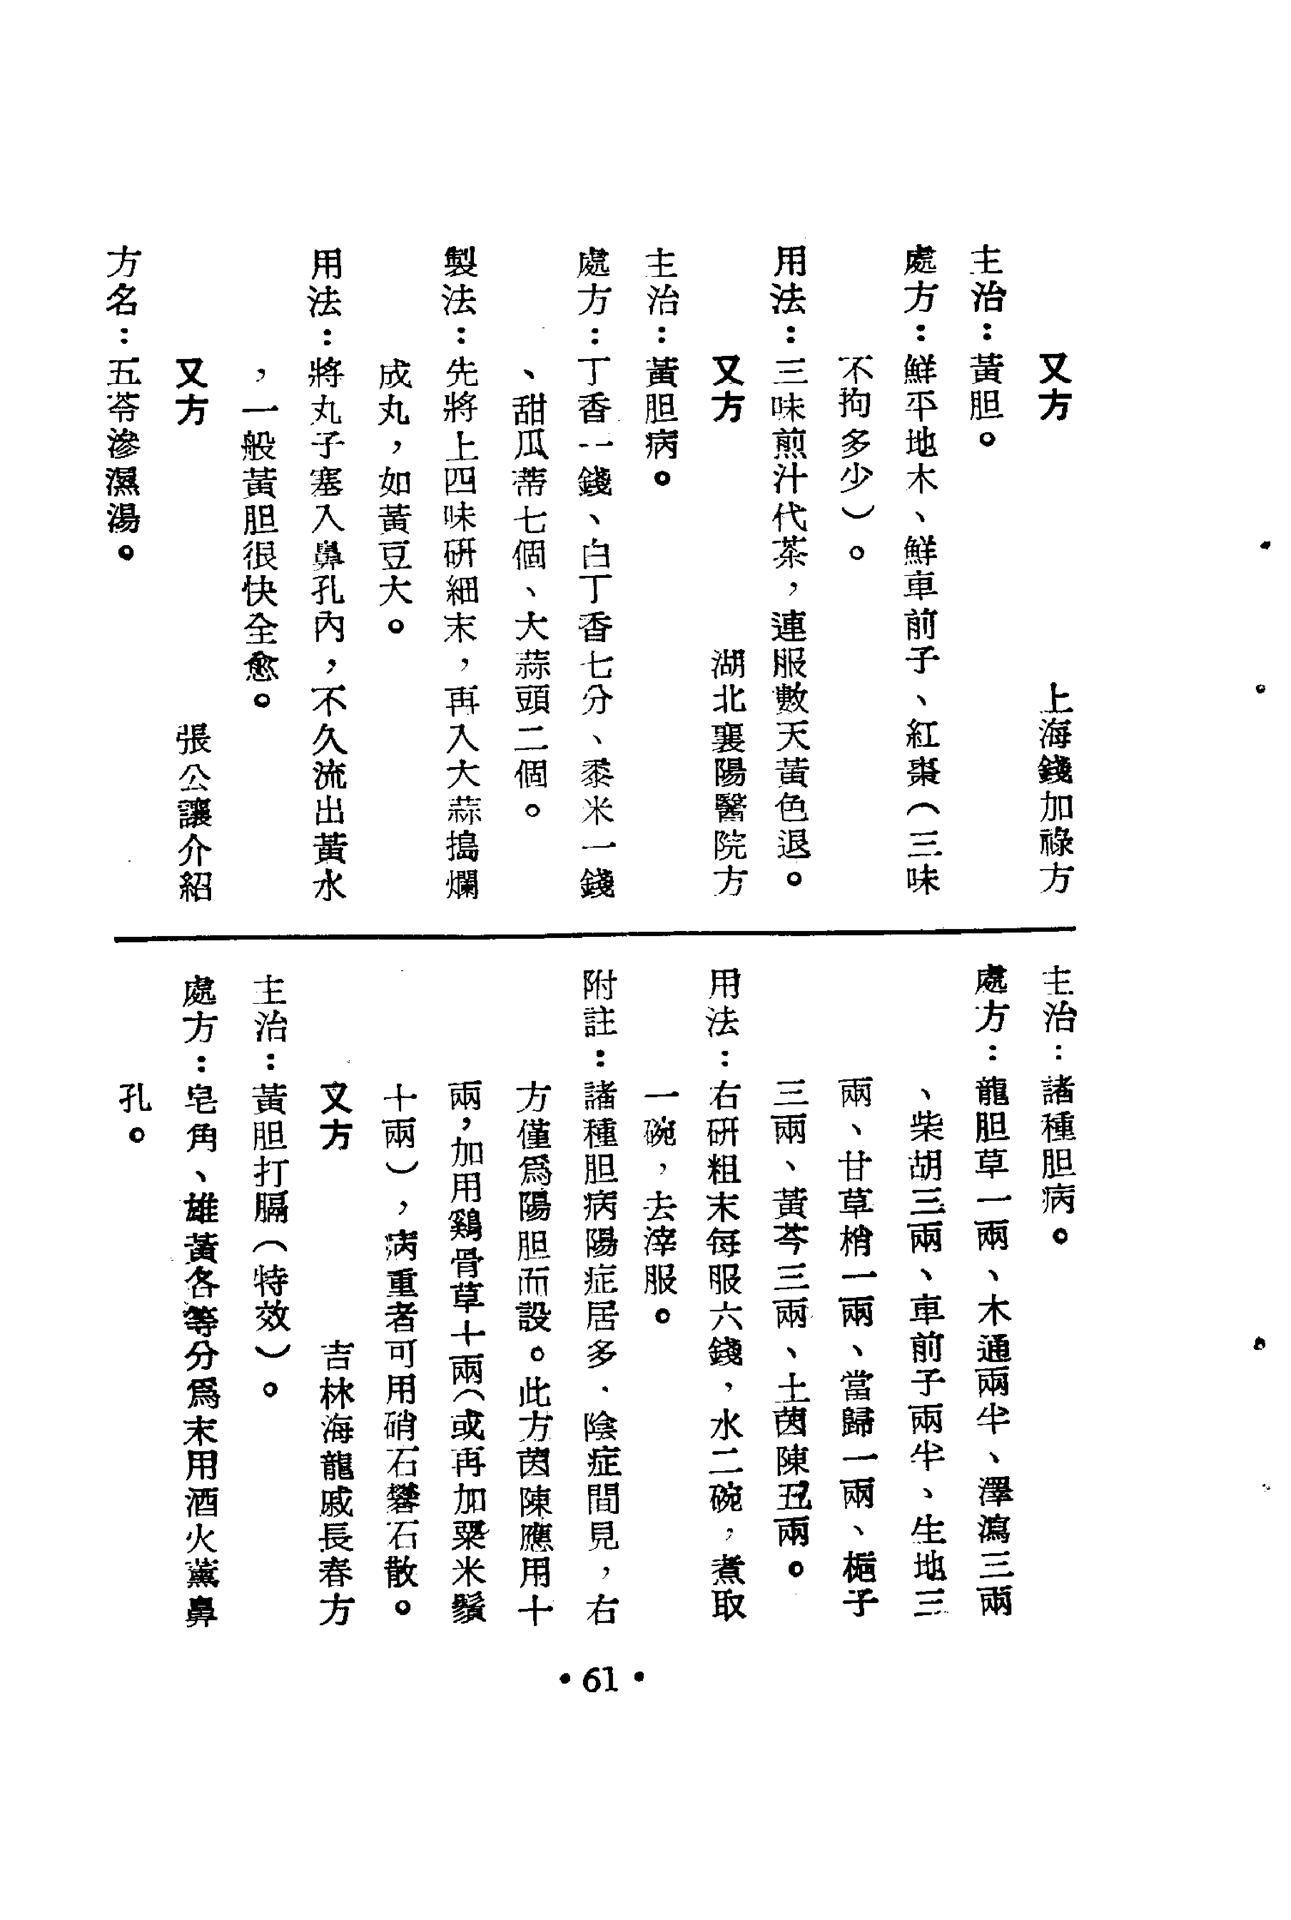 又方　上海錢加祿方
主治：黃胆。
處方：鮮平地木、鮮車前子、紅棗（三味
不拘多少）。
用法：三味煎汁代茶，連服數天黃色退。
又方　湖北襄陽醫院方
主治：黃胆病。
處方：丁香一錢、白丁香七分、黍米一錢
、甜瓜蒂七個、大蒜頭二個。
製法：先將上四味研細末，再入大蒜搗爛
成丸，如黃豆大。
用法：將丸子塞入鼻孔內，不久流出黃水
，一般黃胆很快全愈。
又方　張公讓介紹
方名：五苓滲濕湯。
主治：諸種胆病。
處方：龍胆草一兩、木通兩半、澤瀉三兩
、柴胡三兩、車前子兩半、生地三
兩、甘草梢一兩、當歸一兩、梔子
三兩、黃芩三兩、土茵陳五兩。
用法：右研粗末每服六錢，水二碗，煮取
一碗，去滓服。
附註：諸種胆病陽症居多．陰症間見，右
方僅爲陽胆而設。此方茵陳應用十
兩，加用鷄骨草十兩（或再加粟米鬚
十兩），病重者可用硝石礬石散。
又方　吉林海龍戚長春方
主治：黃胆打膈（特效）。
處方：皂角、雄黃各等分爲末用酒火薰鼻
孔。
•61•